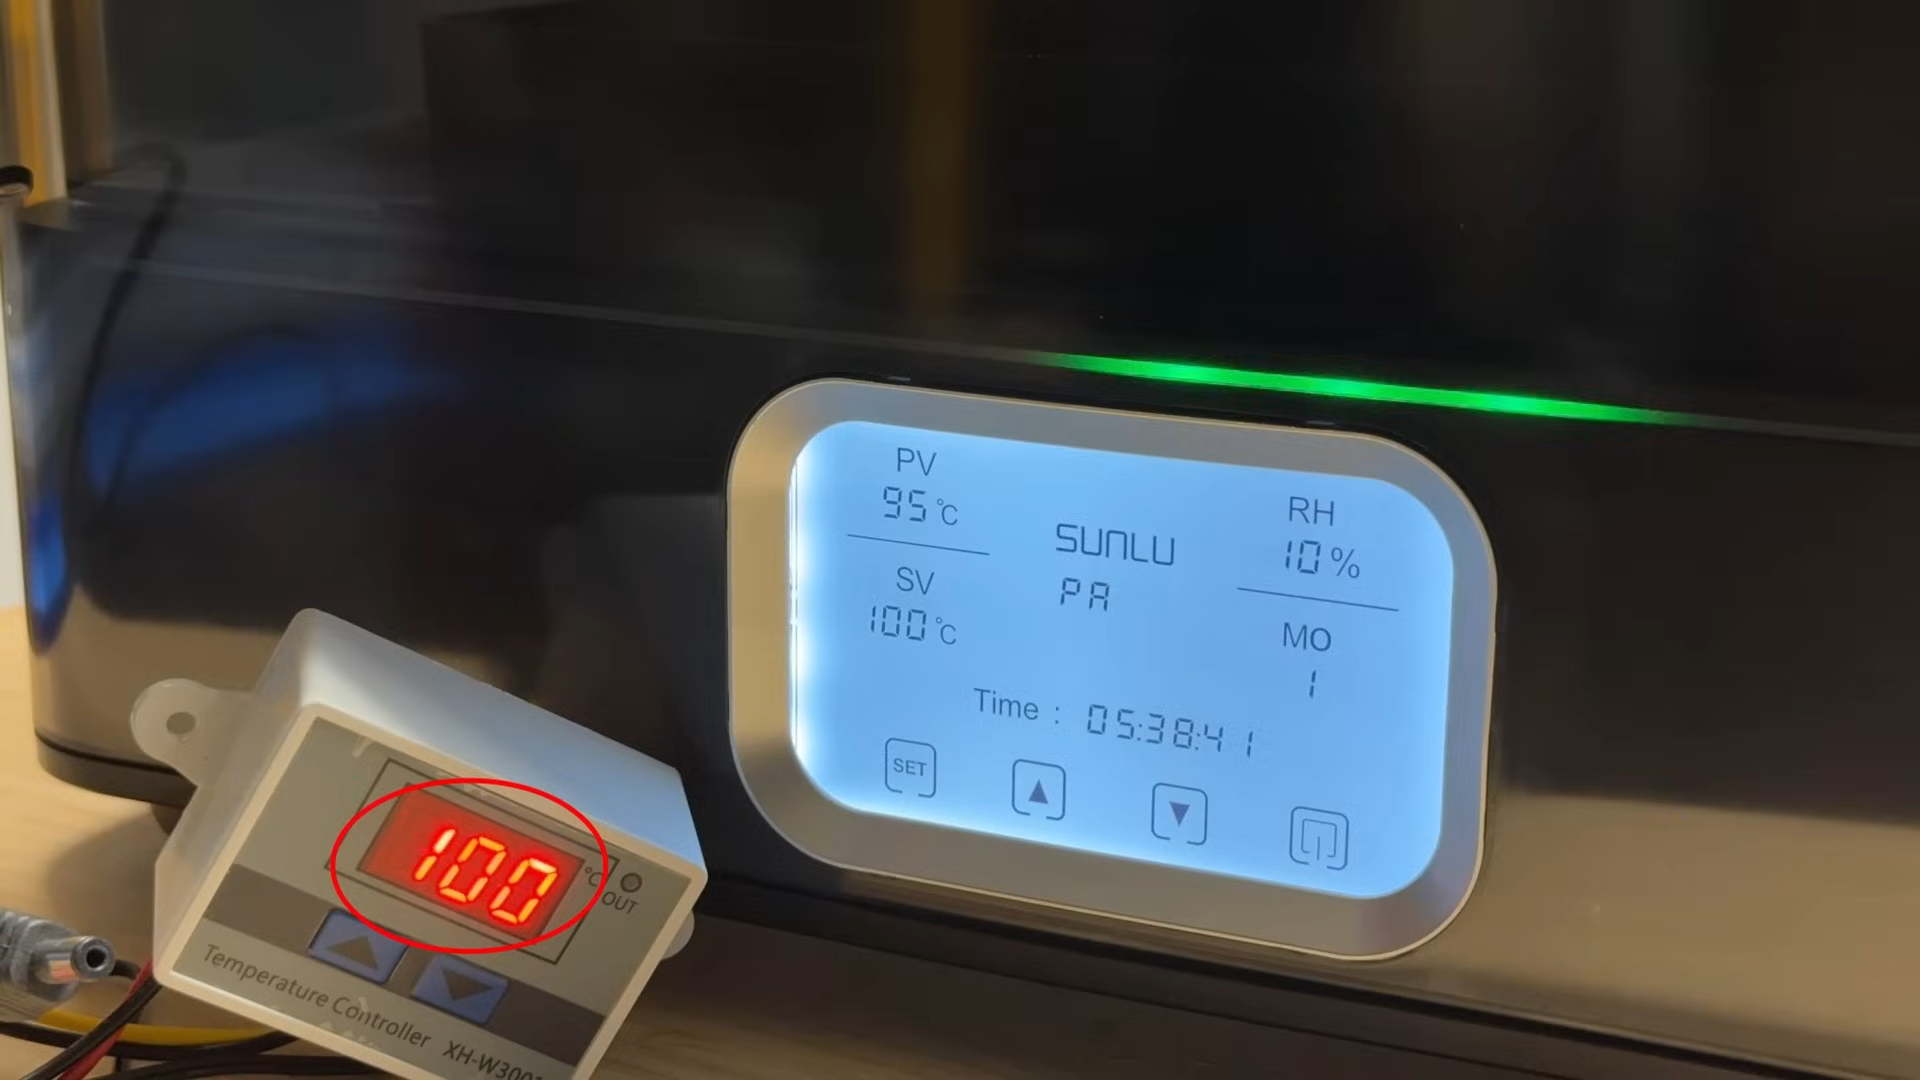 PV
95 °C
SV
100 °C
SUNLU
PA
RH
10 %
MO
1
Time : 05:38:41
SET
100
°C
OUT
Temperature Controller XH-W3001